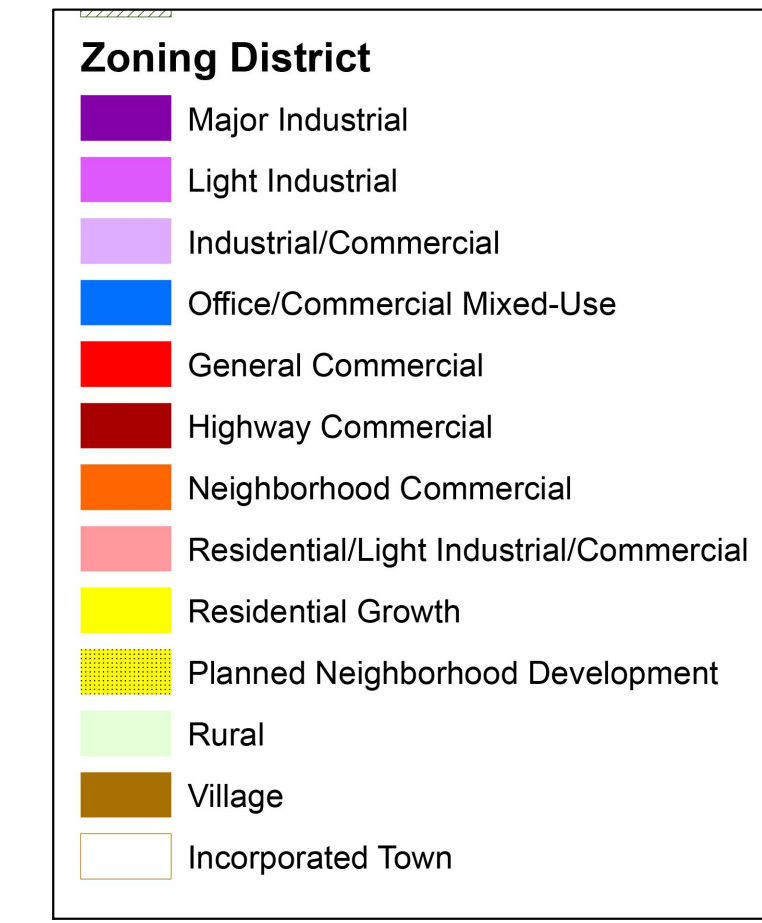 Zoning District
Major Industrial
Light Industrial
Industrial/Commercial
Office/Commercial Mixed-Use
General Commercial
Highway Commercial
Neighborhood Commercial
Residential/Light Industrial/Commercial
Residential Growth
Planned Neighborhood Development
Rural
Village
Incorporated Town